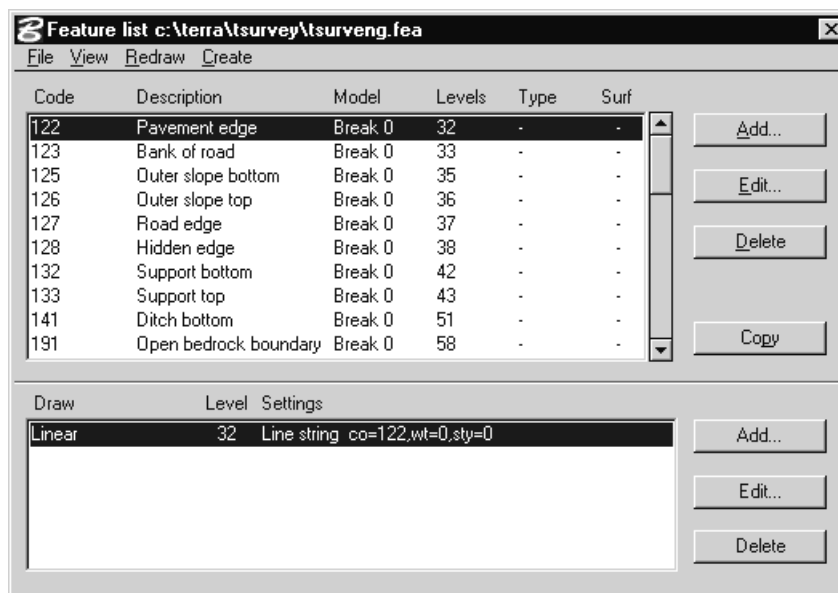 Feature list c:\terra\tsurvey\tsurveng.fea
File View Redraw Create
Code Description Model Levels Type Surf
122 Pavement edge Break 0 32 - -
123 Bank of road Break 0 33 - -
125 Outer slope bottom Break 0 35 - -
126 Outer slope top Break 0 36 - -
127 Road edge Break 0 37 - -
128 Hidden edge Break 0 38 - -
132 Support bottom Break 0 42 - -
133 Support top Break 0 43 - -
141 Ditch bottom Break 0 51 - -
191 Open bedrock boundary Break 0 58 - -
Add...
Edit...
Delete
Copy
Draw Level Settings
Linear 32 Line string co=122,wt=0,sty=0
Add...
Edit...
Delete